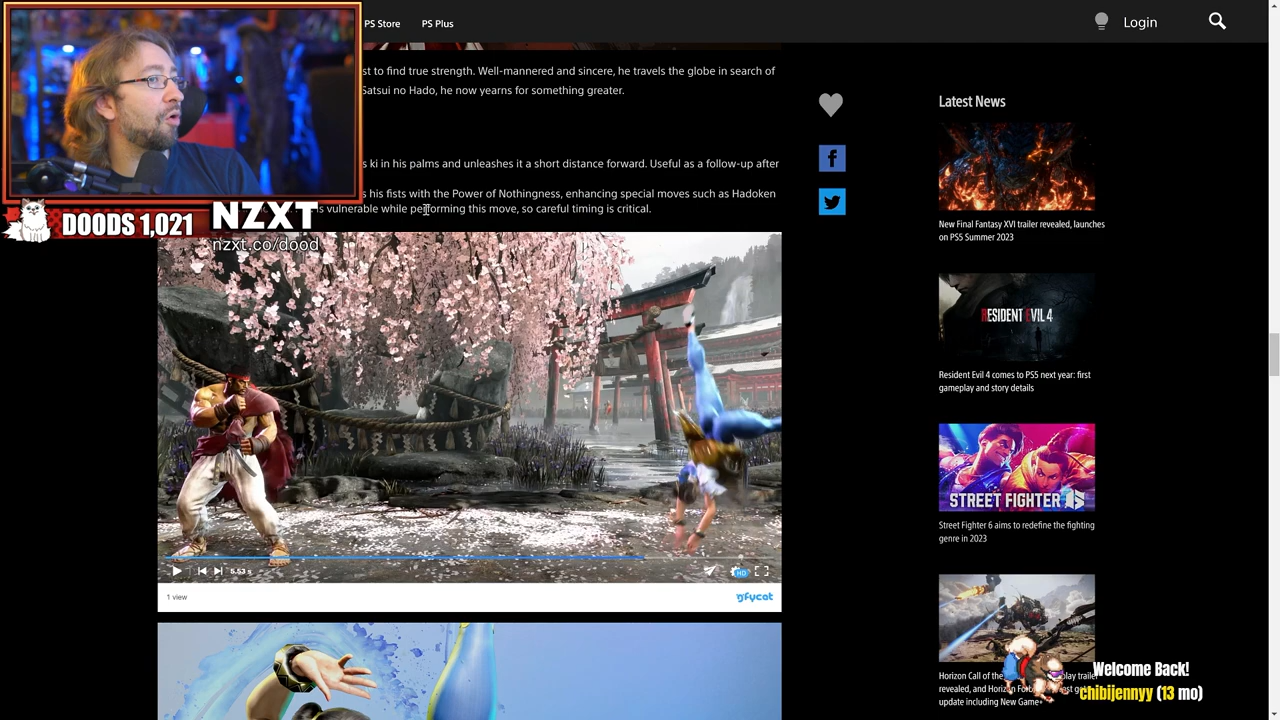 PS Store
PS Plus
Login
st to find true strength. Well-mannered and sincere, he travels the globe in search of
Satsui no Hado, he now yearns for something greater.
s ki in his palms and unleashes it a short distance forward. Useful as a follow-up after
s his fists with the Power of Nothingness, enhancing special moves such as Hadoken
is vulnerable while performing this move, so careful timing is critical.
DOODS 1,021
NZXT
nzxt.co/dood
5.53 s
HD
1 view
gfycat
Latest News
New Final Fantasy XVI trailer revealed, launches
on PS5 Summer 2023
RESIDENT EVIL 4
Resident Evil 4 comes to PS5 next year: first
gameplay and story details
STREET FIGHTER 6
Street Fighter 6 aims to redefine the fighting
genre in 2023
Horizon Call of the
revealed, and Horizon
update including New Game+
Welcome Back!
chibijennyy (13 mo)